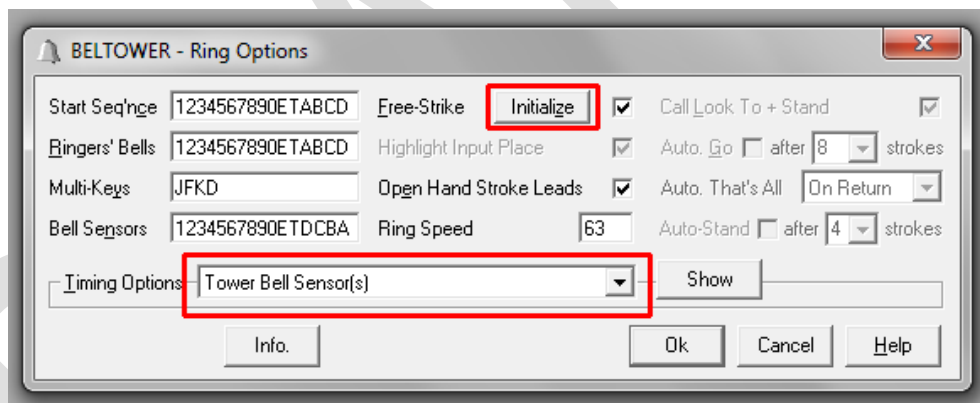 BELTOWER - Ring Options
Start Seq'nce 1234567890ETABCD Free-Strike Initialize Call Look To + Stand
Ringers' Bells 1234567890ETABCD Highlight Input Place Auto. Go after 8 strokes
Multi-Keys JFKD Open Hand Stroke Leads Auto. That's All On Return
Bell Sensors 1234567890ETDCBA Ring Speed 63 Auto-Stand after 4 strokes
Timing Options Tower Bell Sensor(s) Show
Info. Ok Cancel Help